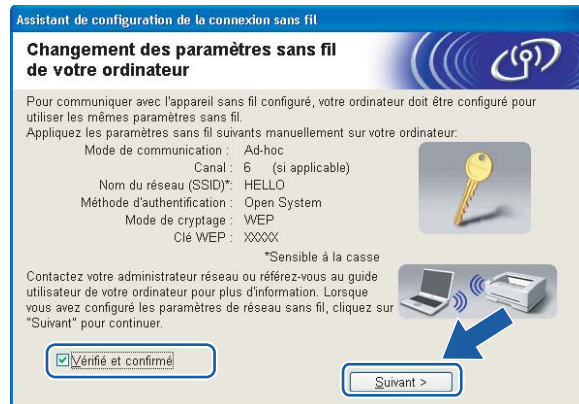 Assistant de configuration de la connexion sans fil
Changement des paramètres sans fil
de votre ordinateur
Pour communiquer avec l'appareil sans fil configuré, votre ordinateur doit être configuré pour
utiliser les mêmes paramètres sans fil.
Appliquez les paramètres sans fil suivants manuellement sur votre ordinateur:
Mode de communication : Ad-hoc
Canal : 6 (si applicable)
Nom du réseau (SSID)*: HELLO
Méthode d'authentification : Open System
Mode de cryptage : WEP
Clé WEP : XXXXX
*Sensible à la casse
Contactez votre administrateur réseau ou référez-vous au guide
utilisateur de votre ordinateur pour plus d'information. Lorsque
vous avez configuré les paramètres de réseau sans fil, cliquez sur
"Suivant" pour continuer.
Vérifié et confirmé
Suivant >